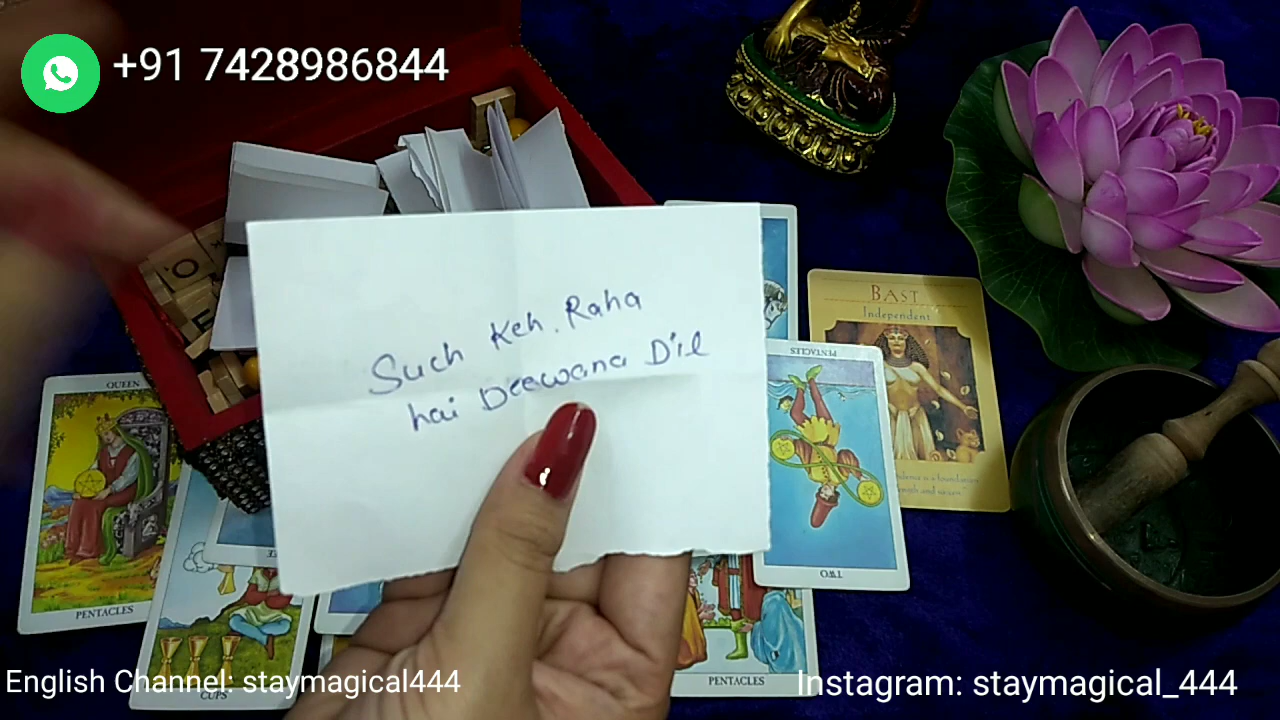 +91 7428986844
Such Keh Raha
hai Deewana Dil
BAST
Independent
QUEEN
PENTACLES
PENTACLES
TWO
CUPS
PENTACLES
English Channel: staymagical444
Instagram: staymagical_444